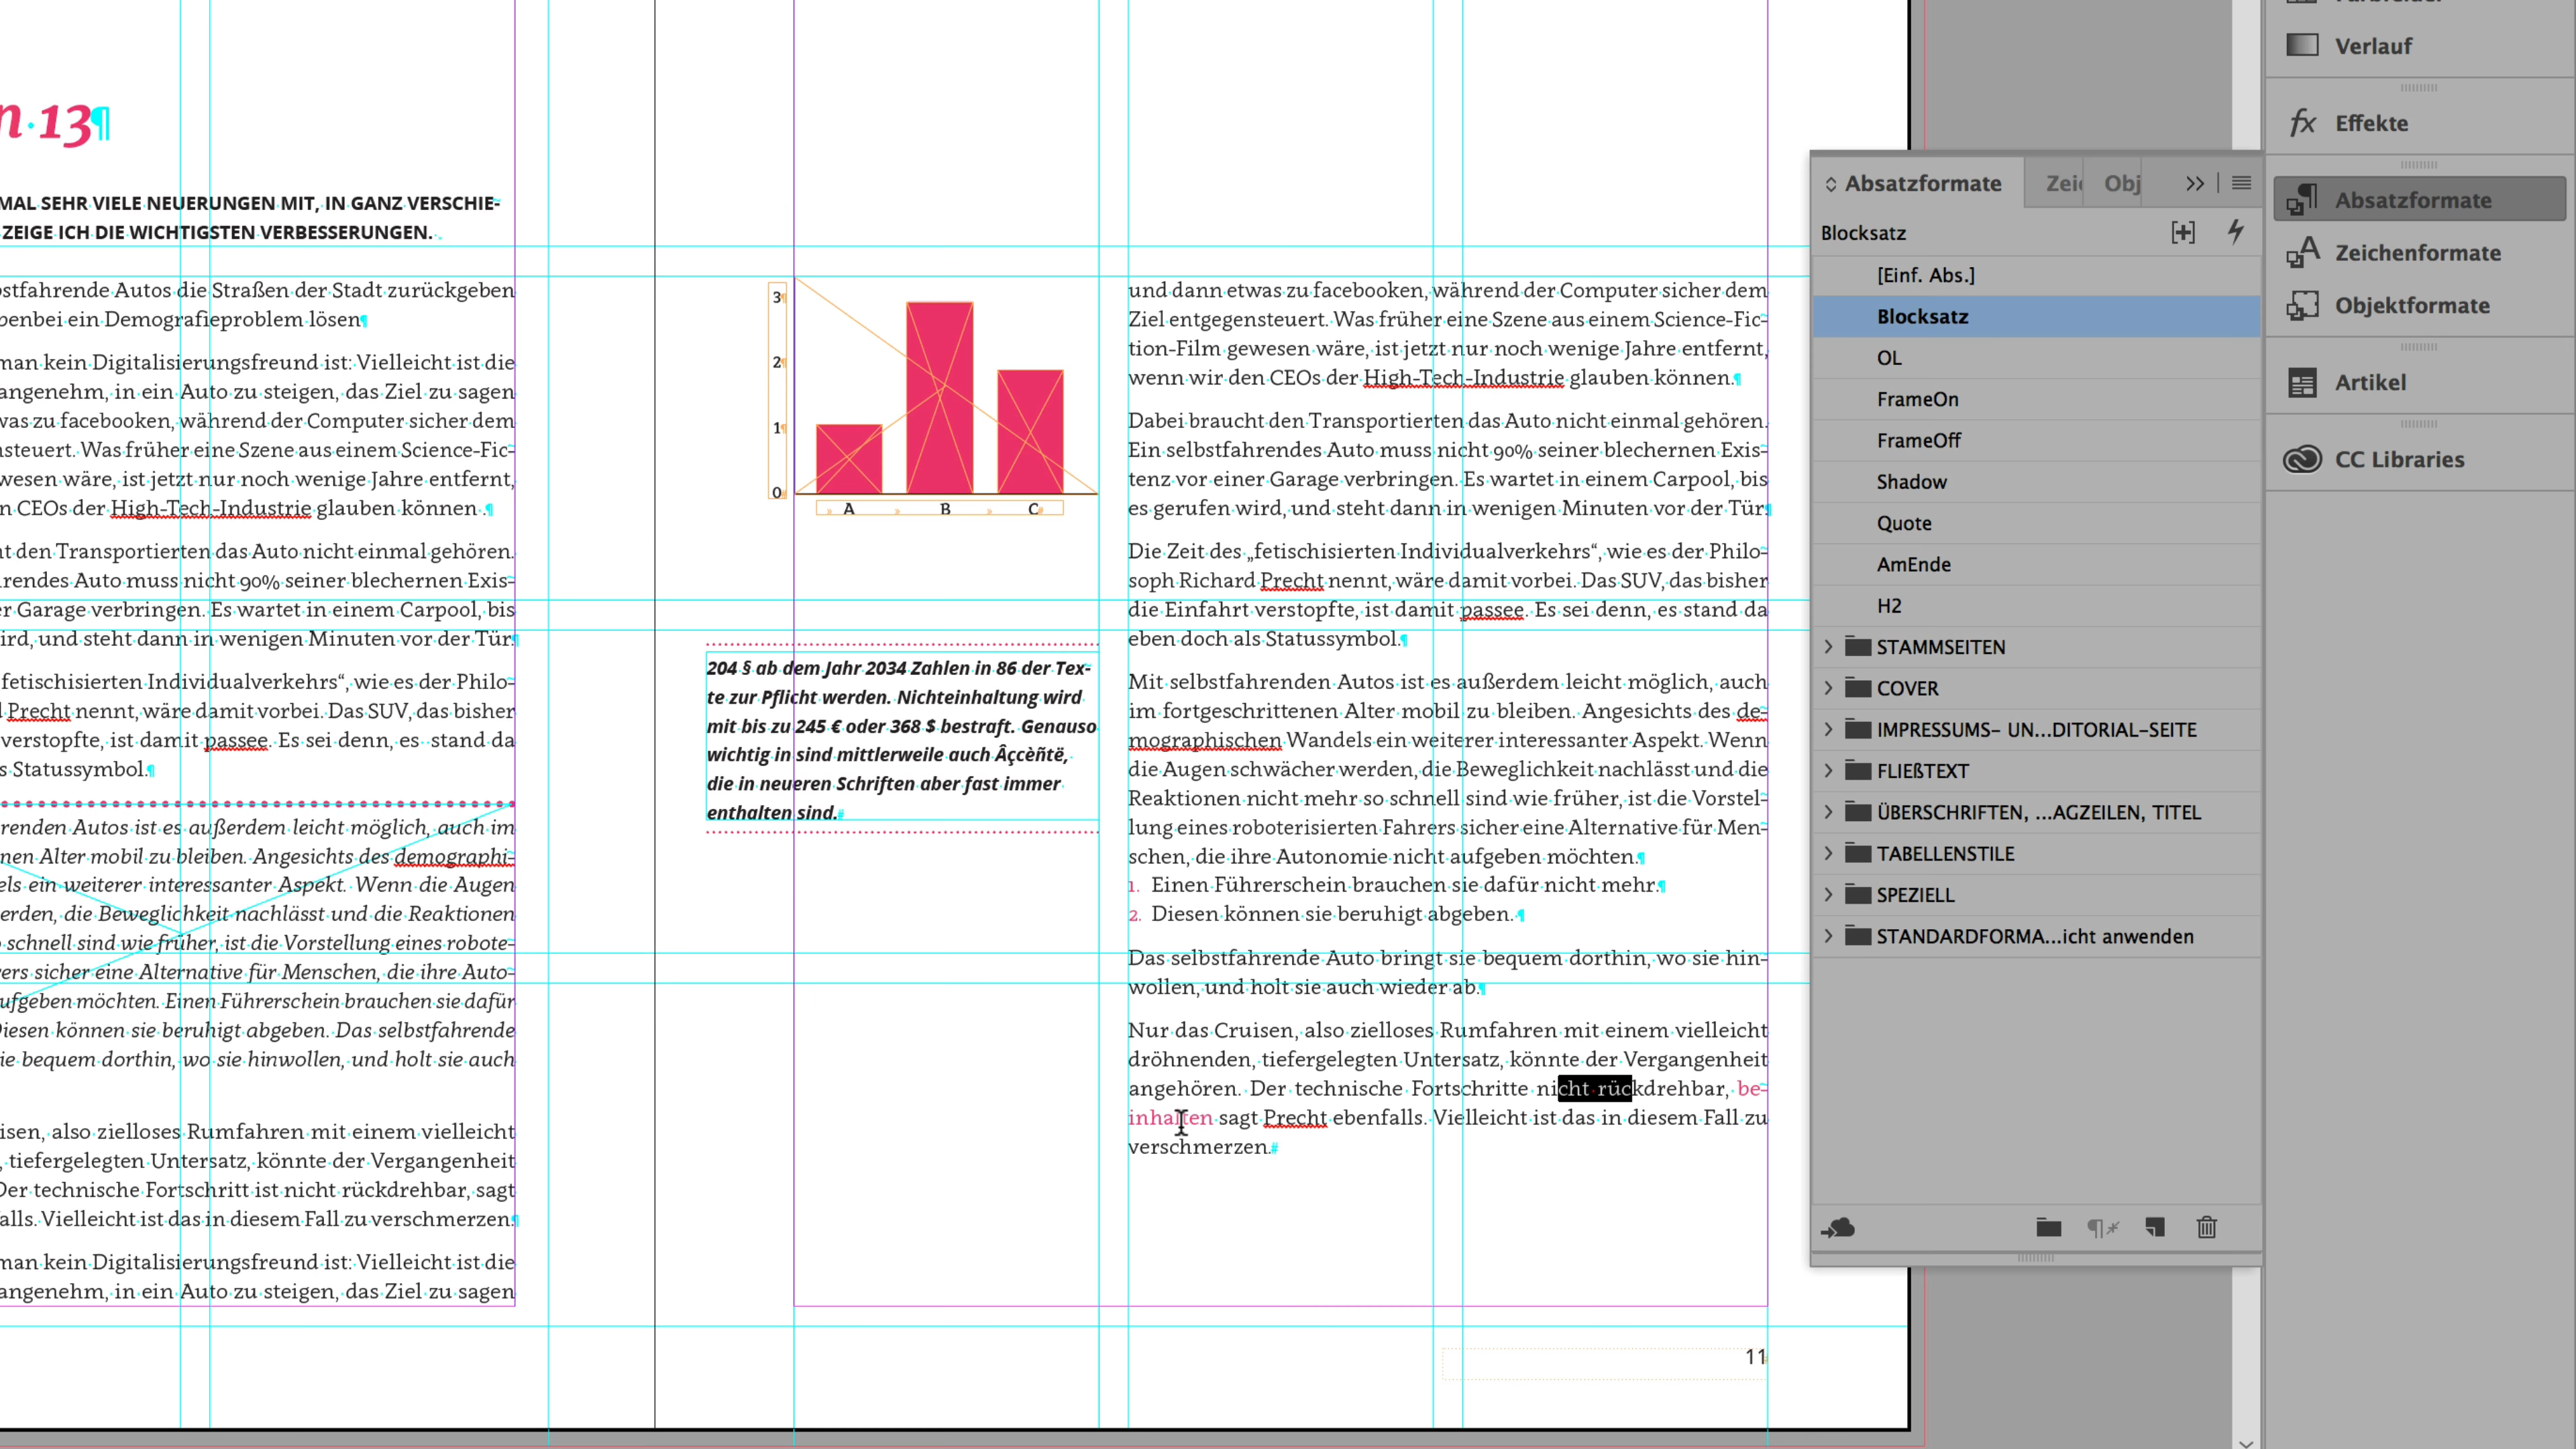 n 13
MAL SEHR VIELE NEUERUNGEN MIT, IN GANZ VERSCHIE-
ZEIGE ICH DIE WICHTIGSTEN VERBESSERUNGEN.
stfahrende Autos die Straßen der Stadt zurückgeben
benbei ein Demografieproblem lösen
man kein Digitalisierungsfreund ist: Vielleicht ist die
angenehm, in ein Auto zu steigen, das Ziel zu sagen
was zu facebooken, während der Computer sicher dem
nsteuert. Was früher eine Szene aus einem Science-Fic-
wesen wäre, ist jetzt nur noch wenige Jahre entfernt,
n CEOs der High-Tech-Industrie glauben können .
ht den Transportierten das Auto nicht einmal gehören.
rendes Auto muss nicht 90% seiner blechernen Exis-
er Garage verbringen. Es wartet in einem Carpool, bis
ird, und steht dann in wenigen Minuten vor der Tür.
fetischisierten Individualverkehrs“, wie es der Philo-
d Precht nennt, wäre damit vorbei. Das SUV, das bisher
verstopfte, ist damit passee. Es sei denn, es stand da
s Statussymbol.
renden Autos ist es außerdem leicht möglich, auch im
nen Alter mobil zu bleiben. Angesichts des demographi-
els ein weiterer interessanter Aspekt. Wenn die Augen
erden, die Beweglichkeit nachlässt und die Reaktionen
o schnell sind wie früher, ist die Vorstellung eines robote-
ers sicher eine Alternative für Menschen, die ihre Auto-
ufgeben möchten. Einen Führerschein brauchen sie dafür
Diesen können sie beruhigt abgeben. Das selbstfahrende
ie bequem dorthin, wo sie hinwollen, und holt sie auch
isen, also zielloses Rumfahren mit einem vielleicht
, tiefergelegten Untersatz, könnte der Vergangenheit
Der technische Fortschritt ist nicht rückdrehbar, sagt
alls. Vielleicht ist das in diesem Fall zu verschmerzen.
man kein Digitalisierungsfreund ist: Vielleicht ist die
angenehm, in ein Auto zu steigen, das Ziel zu sagen
3
2
1
0
A B C
204 § ab dem Jahr 2034 Zahlen in 86 der Tex-
te zur Pflicht werden. Nichteinhaltung wird
mit bis zu 245 € oder 368 $ bestraft. Genauso
wichtig in sind mittlerweile auch Âçcèñtë,
die in neueren Schriften aber fast immer
enthalten sind.
und dann etwas zu facebooken, während der Computer sicher dem
Ziel entgegensteuert. Was früher eine Szene aus einem Science-Fic-
tion-Film gewesen wäre, ist jetzt nur noch wenige Jahre entfernt,
wenn wir den CEOs der High-Tech-Industrie glauben können.
Dabei braucht den Transportierten das Auto nicht einmal gehören.
Ein selbstfahrendes Auto muss nicht 90% seiner blechernen Exis-
tenz vor einer Garage verbringen. Es wartet in einem Carpool, bis
es gerufen wird, und steht dann in wenigen Minuten vor der Tür.
Die Zeit des „fetischisierten Individualverkehrs“, wie es der Philo-
soph Richard Precht nennt, wäre damit vorbei. Das SUV, das bisher
die Einfahrt verstopfte, ist damit passee. Es sei denn, es stand da
eben doch als Statussymbol.
Mit selbstfahrenden Autos ist es außerdem leicht möglich, auch
im fortgeschrittenen Alter mobil zu bleiben. Angesichts des de-
mographischen Wandels ein weiterer interessanter Aspekt. Wenn
die Augen schwächer werden, die Beweglichkeit nachlässt und die
Reaktionen nicht mehr so schnell sind wie früher, ist die Vorstel-
lung eines roboterisierten Fahrers sicher eine Alternative für Men-
schen, die ihre Autonomie nicht aufgeben möchten.
1. Einen Führerschein brauchen sie dafür nicht mehr.
2. Diesen können sie beruhigt abgeben.
Das selbstfahrende Auto bringt sie bequem dorthin, wo sie hin-
wollen, und holt sie auch wieder ab.
Nur das Cruisen, also zielloses Rumfahren mit einem vielleicht
dröhnenden, tiefergelegten Untersatz, könnte der Vergangenheit
angehören. Der technische Fortschritte nicht rückdrehbar, be-
inhalten sagt Precht ebenfalls. Vielleicht ist das in diesem Fall zu
verschmerzen.
11
Absatzformate Zei Obj
Blocksatz
[Einf. Abs.]
Blocksatz
OL
FrameOn
FrameOff
Shadow
Quote
AmEnde
H2
STAMMSEITEN
COVER
IMPRESSUMS- UN...DITORIAL-SEITE
FLIEẞTEXT
ÜBERSCHRIFTEN, ...AGZEILEN, TITEL
TABELLENSTILE
SPEZIELL
STANDARDFORMA...icht anwenden
Verlauf
fx Effekte
Absatzformate
Zeichenformate
Objektformate
Artikel
CC Libraries